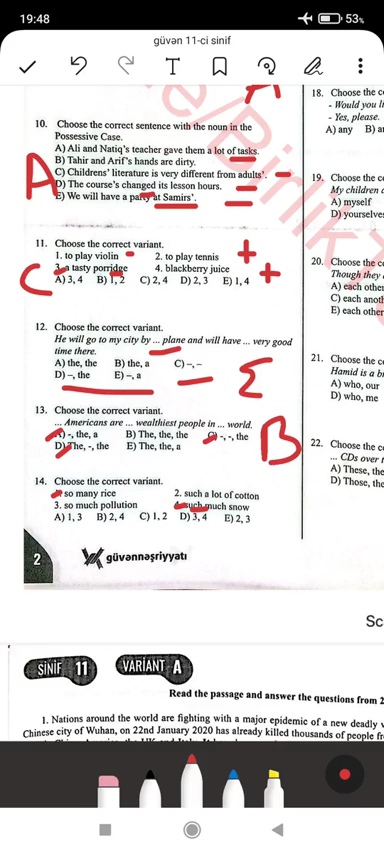 19:48
53%
güvən 11-ci sinif
10. Choose the correct sentence with the noun in the
Possessive Case.
A) Ali and Natiq's teacher gave them a lot of tasks.
B) Tahir and Arif's hands are dirty.
C) Childrens' literature is very different from adults'.
D) The course's changed its lesson hours.
E) We will have a party at Samirs'.
A
11. Choose the correct variant.
1. to play violin 2. to play tennis
3. a tasty porridge 4. blackberry juice
A) 3, 4 B) 1, 2 C) 2, 4 D) 2, 3 E) 1, 4
C
12. Choose the correct variant.
He will go to my city by ... plane and will have ... very good
time there.
A) the, the B) the, a C) –, –
D) –, the E) –, a
E
13. Choose the correct variant.
... Americans are ... wealthiest people in ... world.
A) -, the, a B) The, the, the C) -, -, the
D) The, -, the E) The, the, a
B
14. Choose the correct variant.
1. so many rice 2. such a lot of cotton
3. so much pollution 4. such much snow
A) 1, 3 B) 2, 4 C) 1, 2 D) 3, 4 E) 2, 3
2
güvənnəşriyyatı
18. Choose the c
- Would you li
- Yes, please.
A) any B) a
19. Choose the c
My children
A) myself
D) yourselve
20. Choose the c
Though they
A) each othe
C) each anot
E) each other
21. Choose the c
Hamid is a b
A) who, our
D) who, me
22. Choose the c
... CDs over t
A) These, the
D) Those, the
Sc
SİNİF 11 VARİANT A
Read the passage and answer the questions from 2
1. Nations around the world are fighting with a major epidemic of a new deadly v
Chinese city of Wuhan, on 22nd January 2020 has already killed thousands of people fr